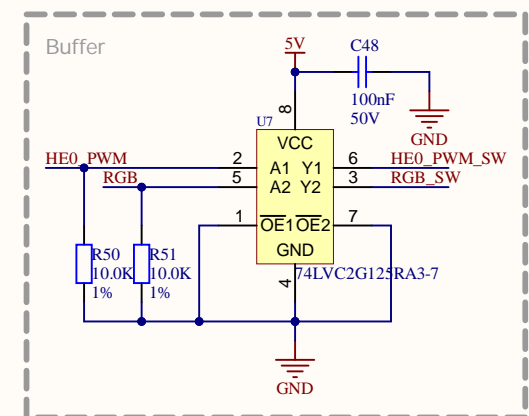 Buffer
5V
C48
100nF
50V
GND
U7
8
VCC
HE0_PWM
2
A1
Y1
6
HE0_PWM_SW
RGB
5
A2
Y2
3
RGB_SW
1
OE1
OE2
7
GND
4
74LVC2G125RA3-7
R50
10.0K
1%
R51
10.0K
1%
GND